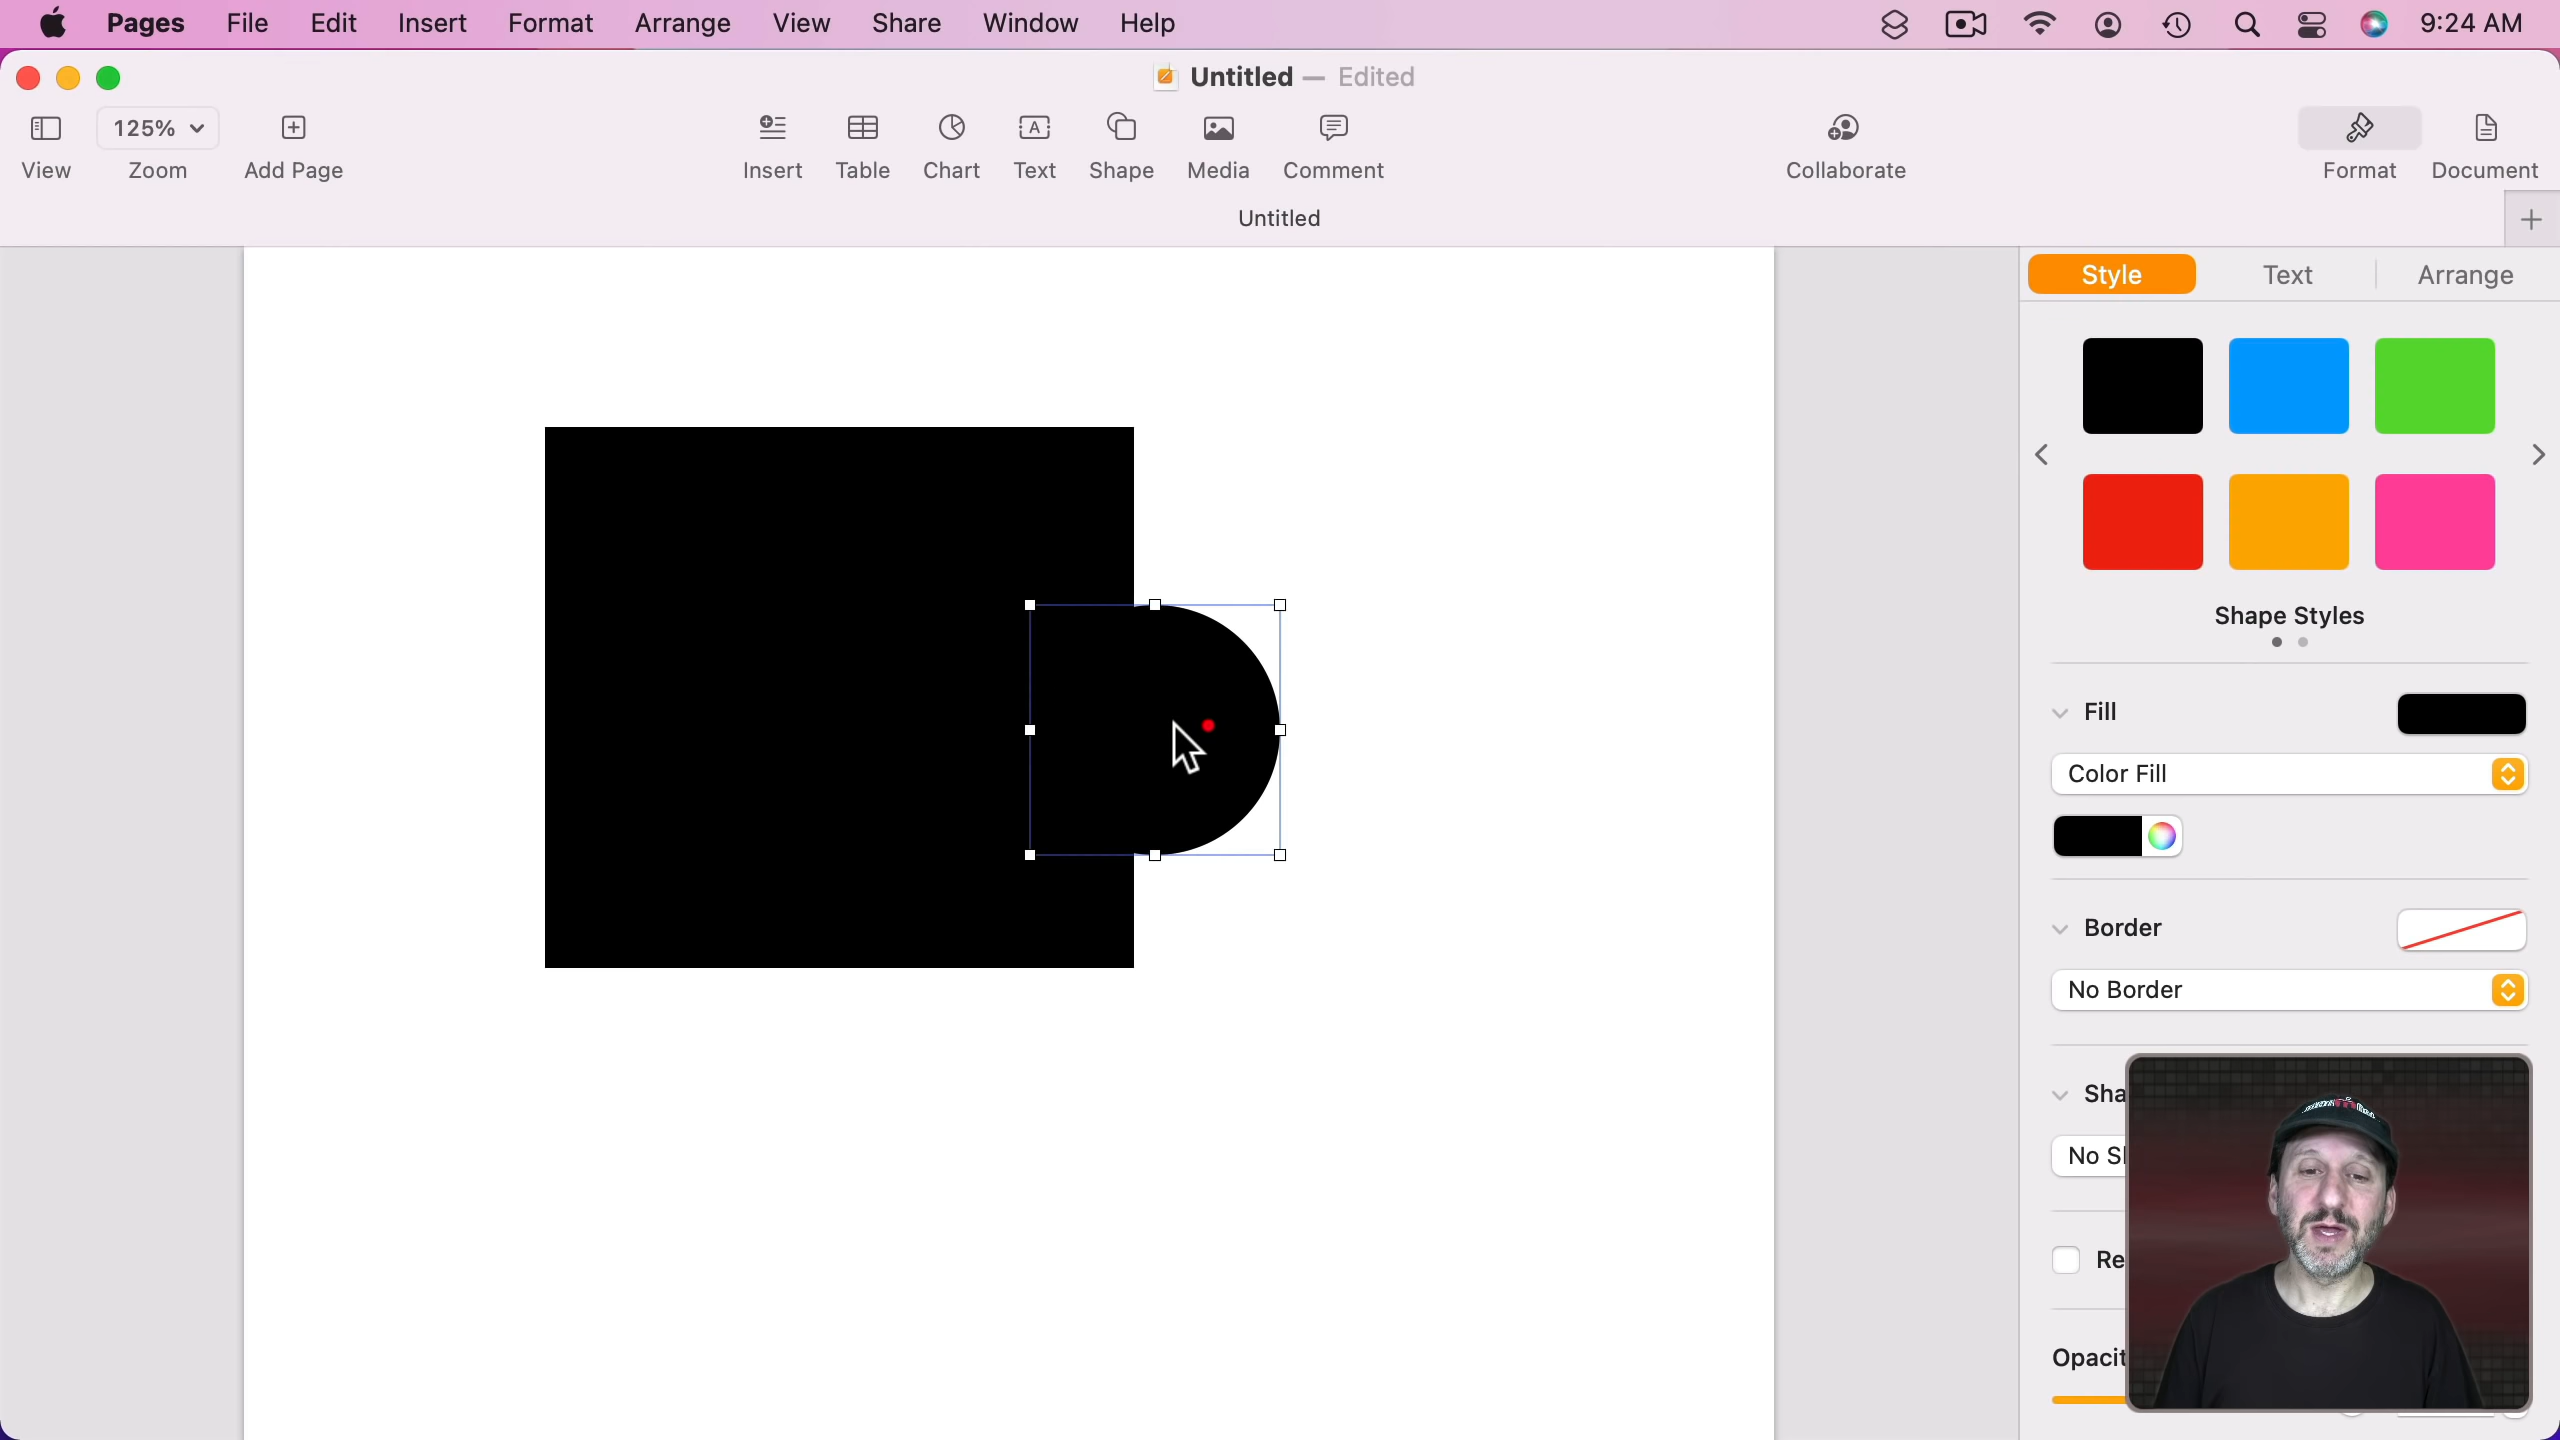 Pages File Edit Insert Format Arrange View Share Window Help 9:24 AM
Untitled — Edited
125%
View Zoom Add Page Insert Table Chart Text Shape Media Comment Collaborate Format Document
Untitled
Style Text Arrange
Shape Styles
Fill
Color Fill
Border
No Border
Sha
No Sh
Re
Opacit